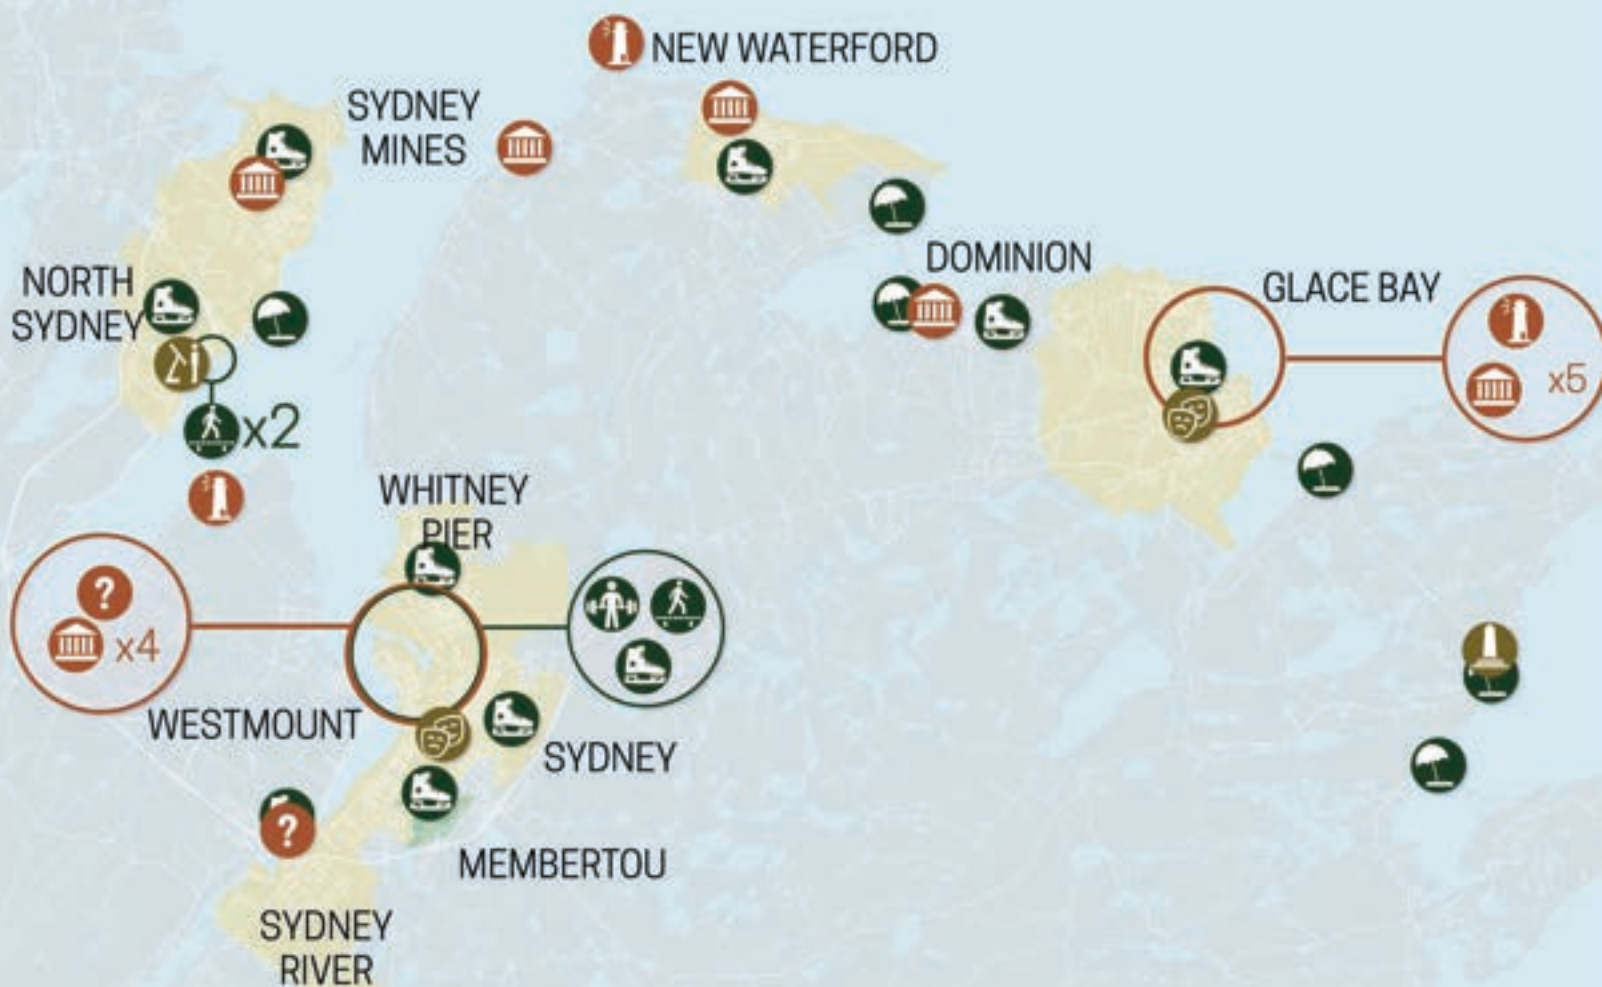 NEW WATERFORD
SYDNEY
MINES
DOMINION
NORTH
SYDNEY
GLACE BAY
x5
x2
WHITNEY
PIER
?
x4
WESTMOUNT
SYDNEY
?
MEMBERTOU
SYDNEY
RIVER